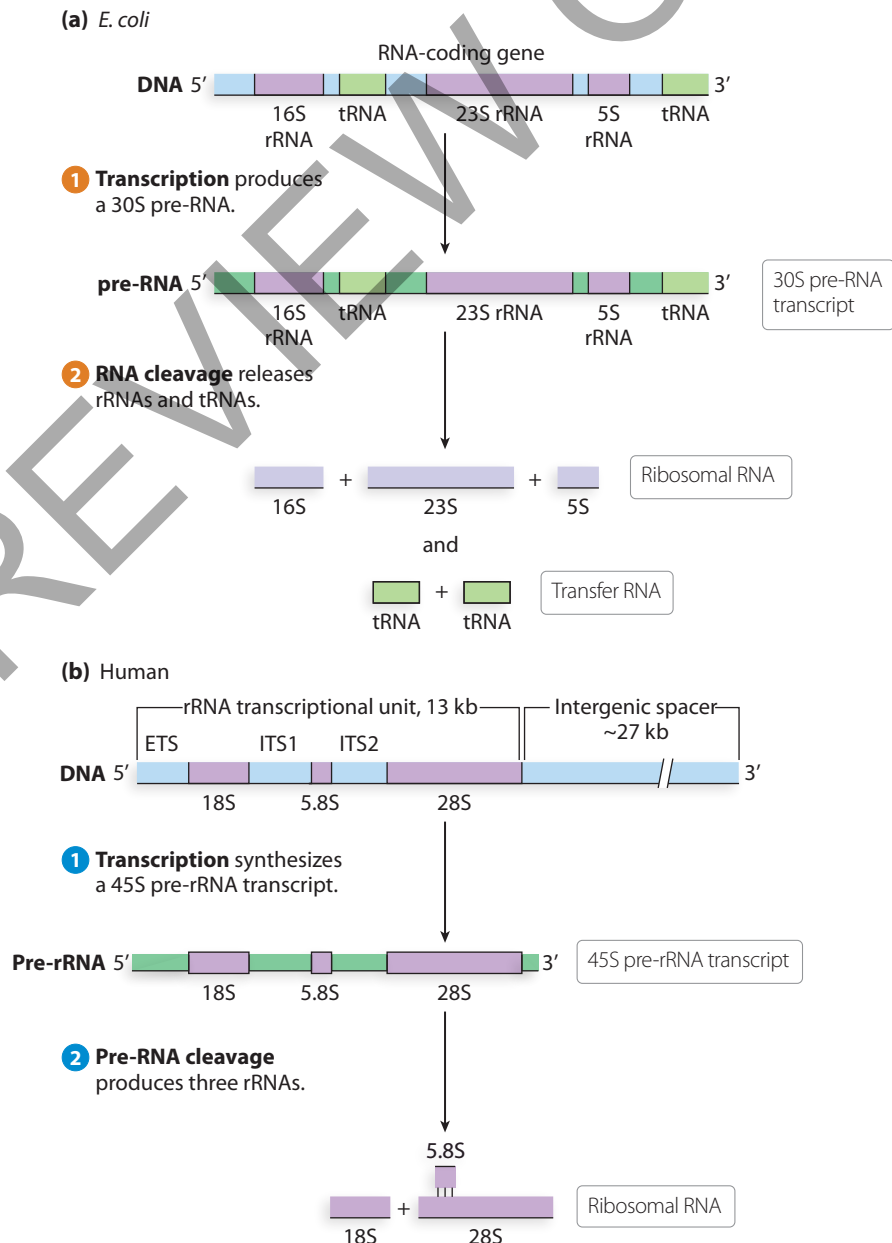 (a) E. coli
RNA-coding gene
DNA 5′ 3′
16S rRNA tRNA 23S rRNA 5S rRNA tRNA
1 Transcription produces
a 30S pre-RNA.
pre-RNA 5′ 3′
30S pre-RNA
transcript
16S rRNA tRNA 23S rRNA 5S rRNA tRNA
2 RNA cleavage releases
rRNAs and tRNAs.
+ +
Ribosomal RNA
16S 23S 5S
and
+
Transfer RNA
tRNA tRNA
(b) Human
rRNA transcriptional unit, 13 kb Intergenic spacer
~27 kb
ETS ITS1 ITS2
DNA 5′ // 3′
18S 5.8S 28S
1 Transcription synthesizes
a 45S pre-rRNA transcript.
Pre-rRNA 5′ 3′ 45S pre-rRNA transcript
18S 5.8S 28S
2 Pre-RNA cleavage
produces three rRNAs.
5.8S
+
Ribosomal RNA
18S 28S
REVIEW